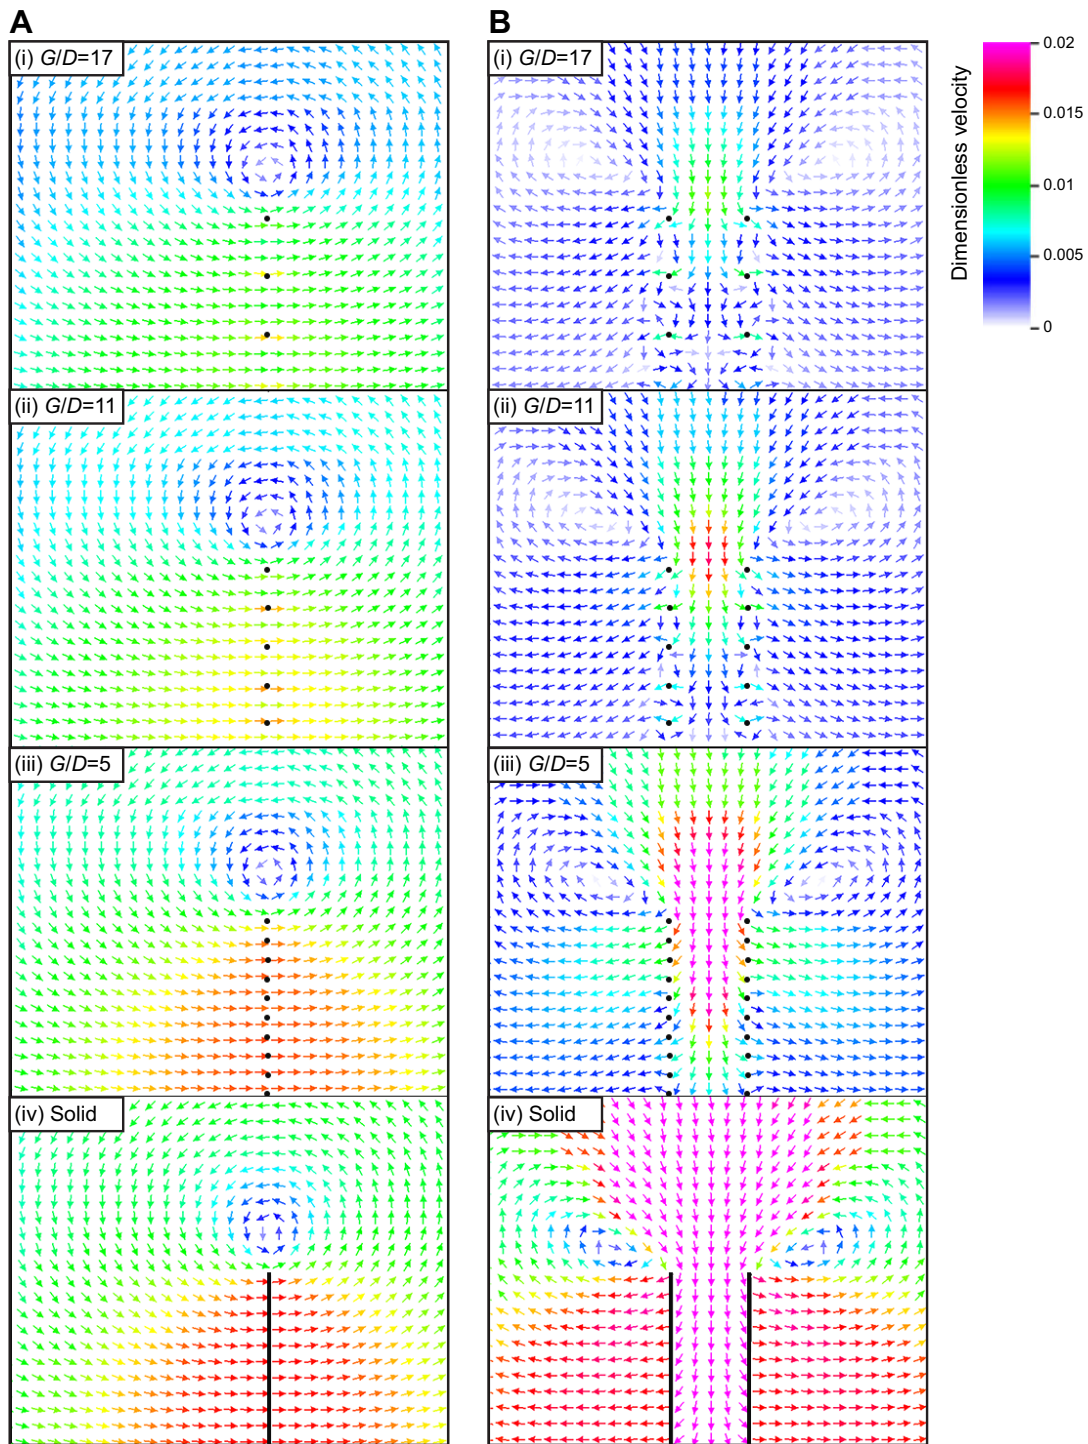 A
B
(i) G/D=17
(i) G/D=17
0.02
0.015
0.01
0.005
0
Dimensionless velocity
(ii) G/D=11
(ii) G/D=11
(iii) G/D=5
(iii) G/D=5
(iv) Solid
(iv) Solid